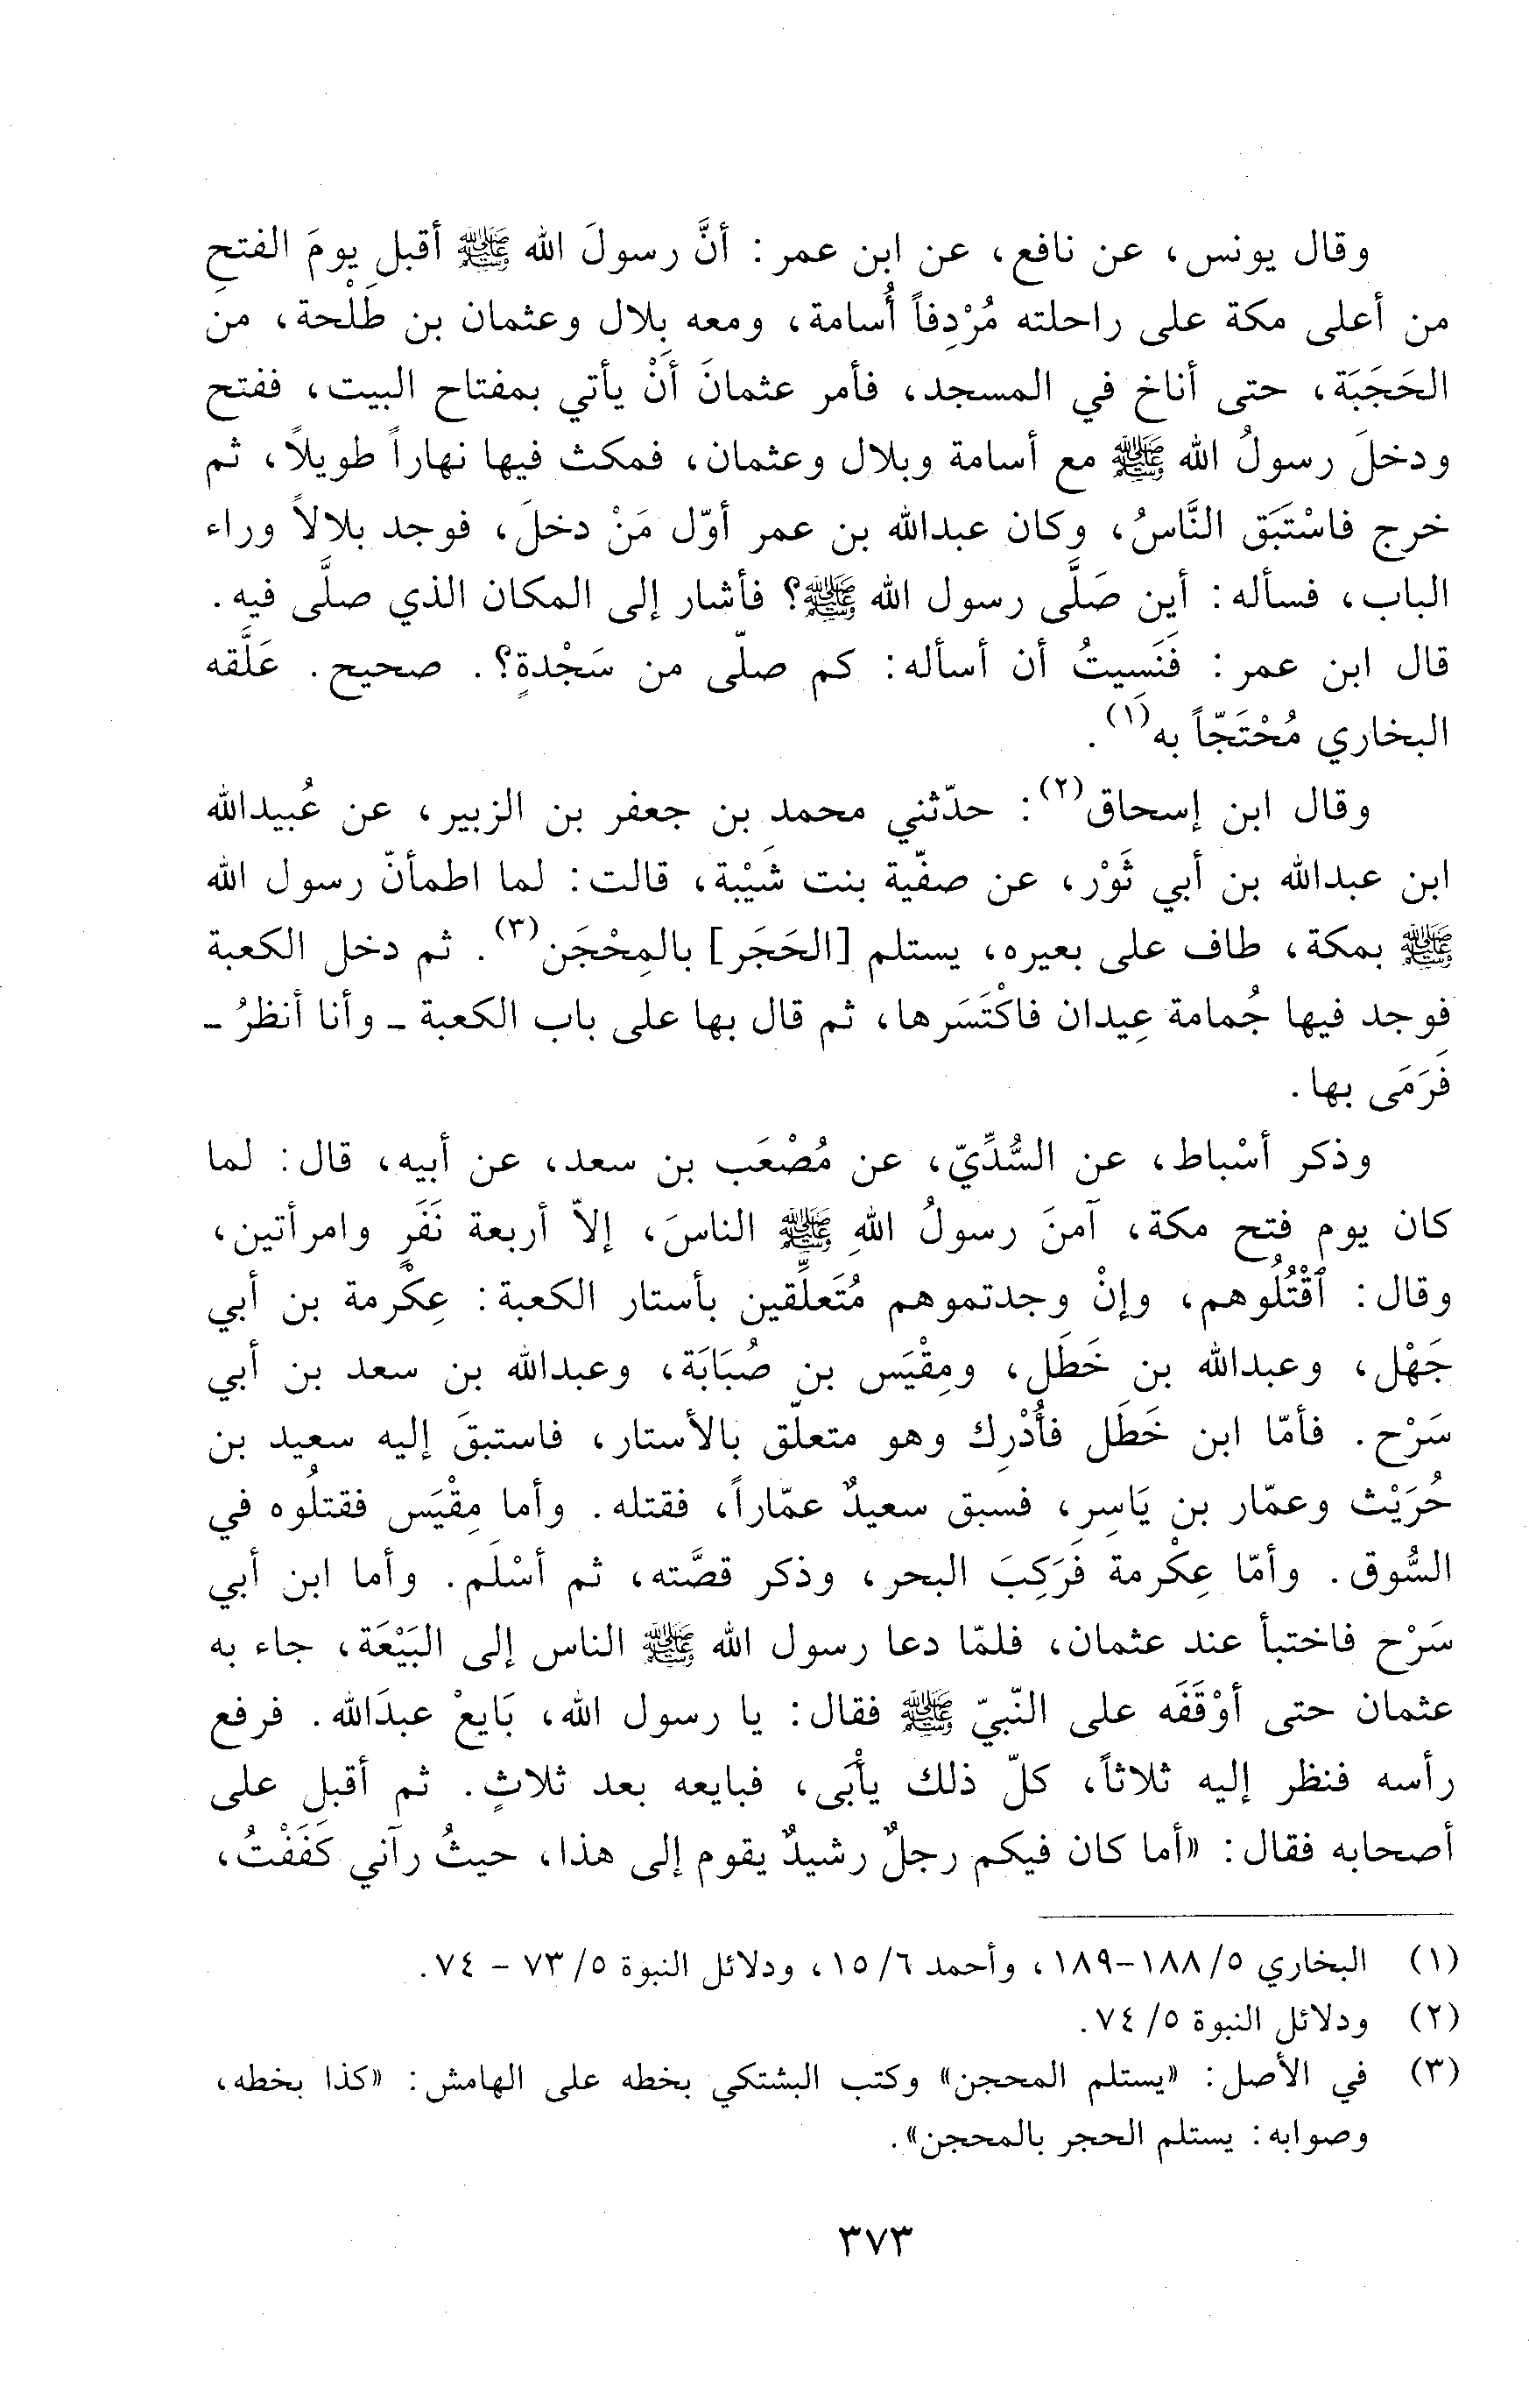 وقال يونس، عن نافع، عن ابن عمر: أنَّ رسولَ الله ﷺ أقبل يومَ الفتحِ
من أعلى مكة على راحلته مُرْدِفاً أُسامة، ومعه بِلال وعثمان بن طَلْحة، من
الحَجَبَة، حتى أناخ في المسجد، فأمر عثمانَ أَنْ يأتي بمفتاح البيت، ففتح
ودخلَ رسولُ الله ﷺ مع أسامة وبلال وعثمان، فمكث فيها نهاراً طويلاً، ثم
خرج فاسْتَبَق النَّاسُ، وكان عبدالله بن عمر أوّل مَنْ دخلَ، فوجد بلالاً وراء
الباب، فسأله: أين صَلَّى رسول الله ﷺ؟ فأشار إلى المكان الذي صلَّى فيه.
قال ابن عمر: فَنَسِيتُ أن أسأله: كم صلّى من سَجْدةٍ؟. صحيح. عَلَّقه
البخاري مُحْتَجّاً به(١).
وقال ابن إسحاق(٢): حدّثني محمد بن جعفر بن الزبير، عن عُبيدالله
ابن عبدالله بن أبي ثَوْر، عن صفّية بنت شَيْبة، قالت: لما اطمأنّ رسول الله
ﷺ بمكة، طاف على بعيره، يستلم [الحَجَر] بالمِحْجَن(٣). ثم دخل الكعبة
فوجد فيها جُمامة عِيدان فاكْتَسَرها، ثم قال بها على باب الكعبة ـ وأنا أنظرُ ـ
فَرَمَى بها.
وذكر أسْباط، عن السُّدِّيّ، عن مُصْعَب بن سعد، عن أبيه، قال: لما
كان يوم فتح مكة، آمنَ رسولُ اللهِ ﷺ الناسَ، إلاّ أربعة نَفَرٍ وامرأتين،
وقال: ٱقْتُلُوهم، وإنْ وجدتموهم مُتَعلِّقين بأستار الكعبة: عِكْرمة بن أبي
جَهْل، وعبدالله بن خَطَل، ومِقْيَس بن صُبَابَة، وعبدالله بن سعد بن أبي
سَرْح. فأمّا ابن خَطَل فأُدْرِك وهو متعلّق بالأستار، فاستبقَ إليه سعيد بن
حُرَيْث وعمّار بن يَاسِرِ، فسبق سعيدٌ عمّاراً، فقتله. وأما مِقْيَس فقتلُوه في
السُّوق. وأمّا عِكْرمة فَرَكِبَ البحر، وذكر قصَّته، ثم أسْلَم. وأما ابن أبي
سَرْح فاختبأ عند عثمان، فلمّا دعا رسول الله ﷺ الناس إلى البَيْعَة، جاء به
عثمان حتى أوْقَفَه على النّبيّ ﷺ فقال: يا رسول الله، بَايعْ عبدَالله. فرفع
رأسه فنظر إليه ثلاثاً، كلّ ذلك يأْبَى، فبايعه بعد ثلاثٍ. ثم أقبل على
أصحابه فقال: «أما كان فيكم رجلٌ رشيدٌ يقوم إلى هذا، حيثُ رآني كَفَفْتُ،
(١) البخاري ٥/ ١٨٨-١٨٩، وأحمد ٦/ ١٥، ودلائل النبوة ٥/ ٧٣ - ٧٤.
(٢) ودلائل النبوة ٥/ ٧٤.
(٣) في الأصل: «يستلم المحجن» وكتب البشتكي بخطه على الهامش: «كذا بخطه،
وصوابه: يستلم الحجر بالمحجن».
٣٧٣